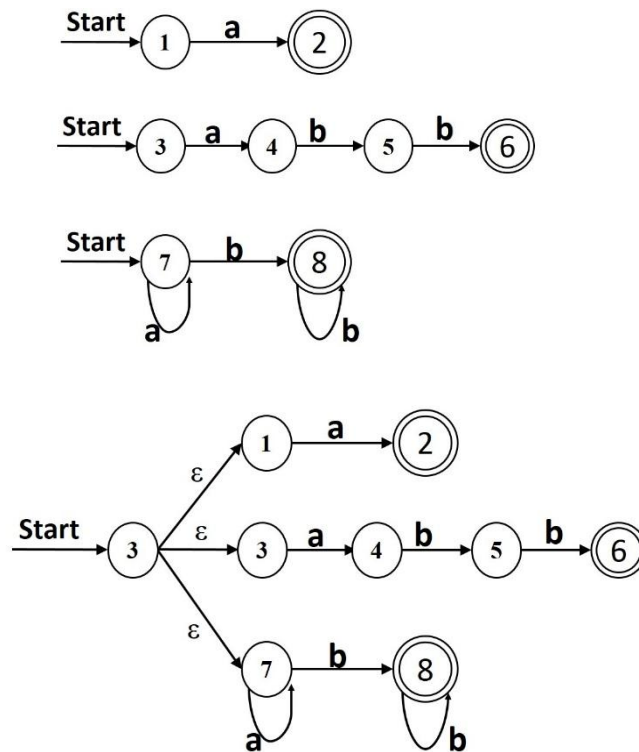 Start 1 a 2
Start 3 a 4 b 5 b 6
Start 7 b 8
a b
1 a 2
ε
Start 3 ε 3 a 4 b 5 b 6
ε
7 b 8
a b